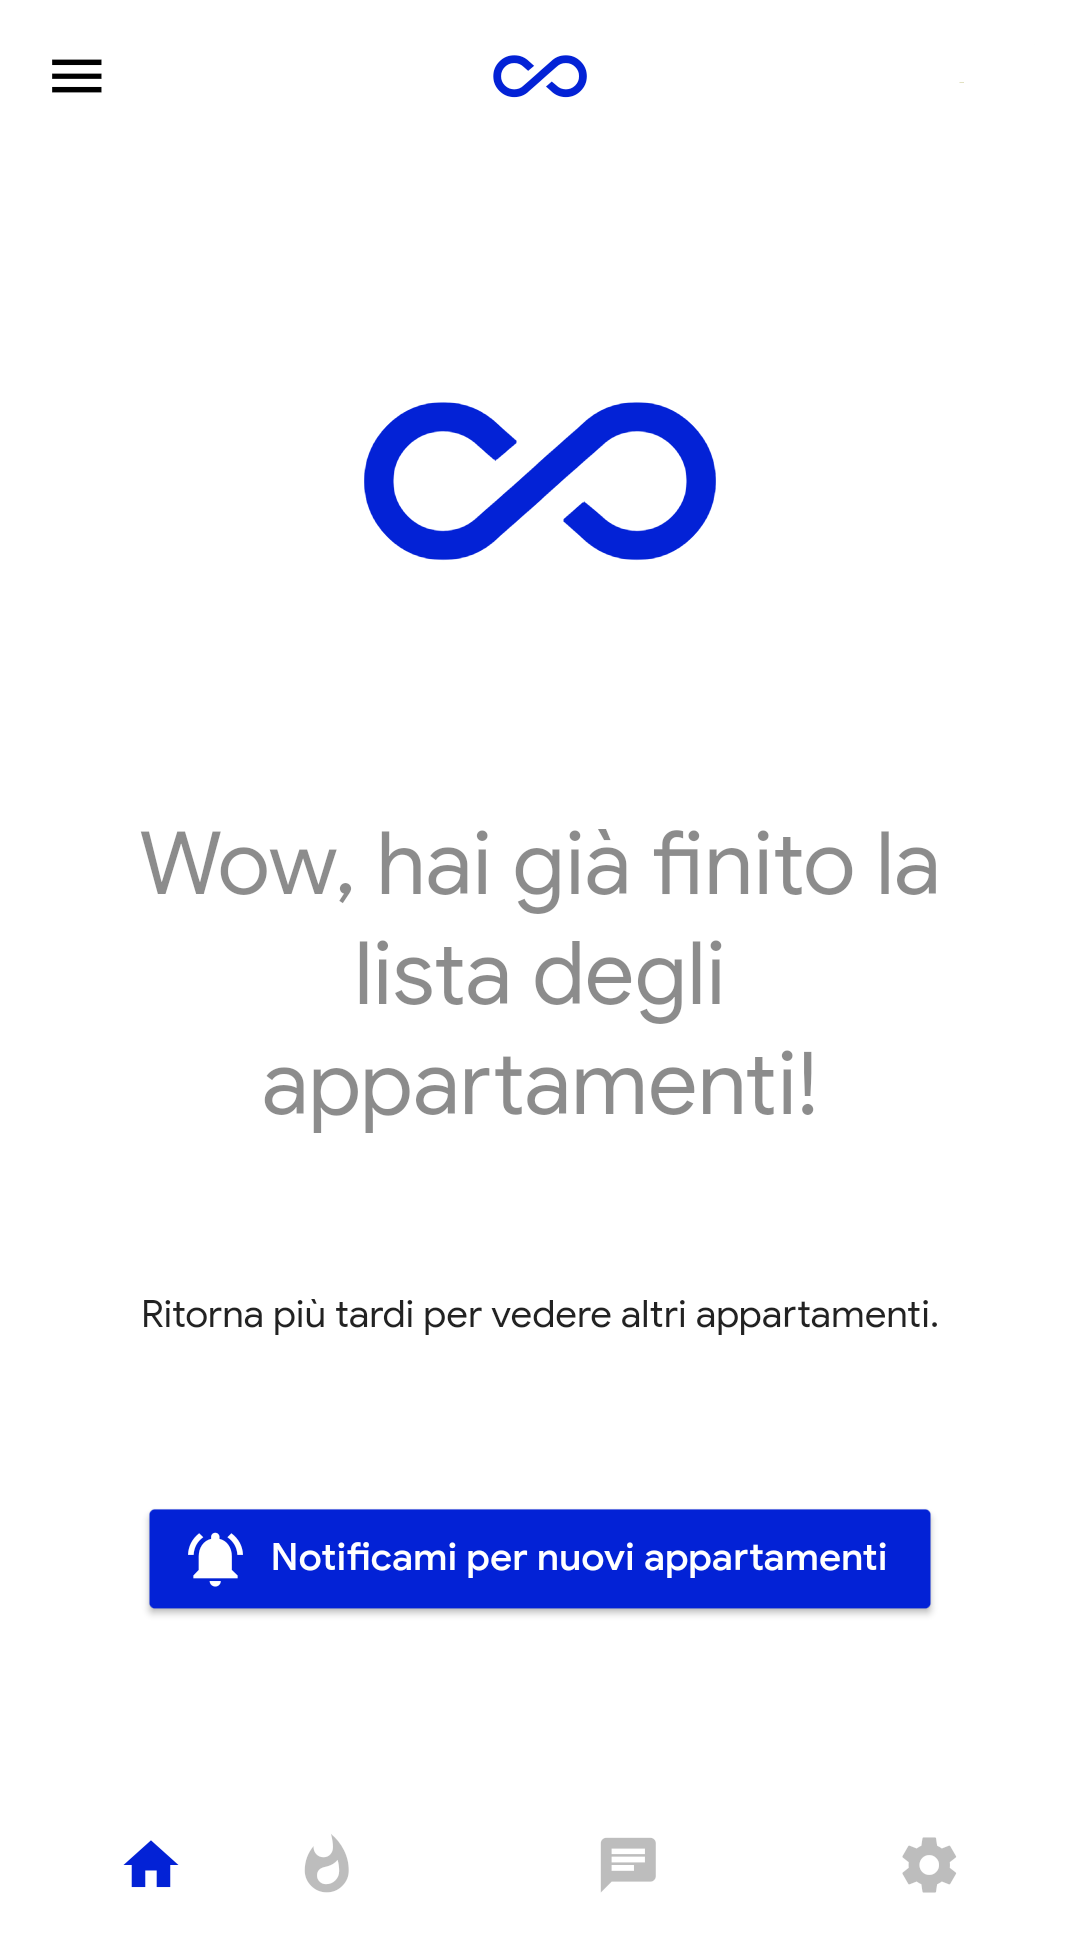 Wow, hai già finito la
lista degli
appartamenti!
Ritorna più tardi per vedere altri appartamenti.
Notificami per nuovi appartamenti